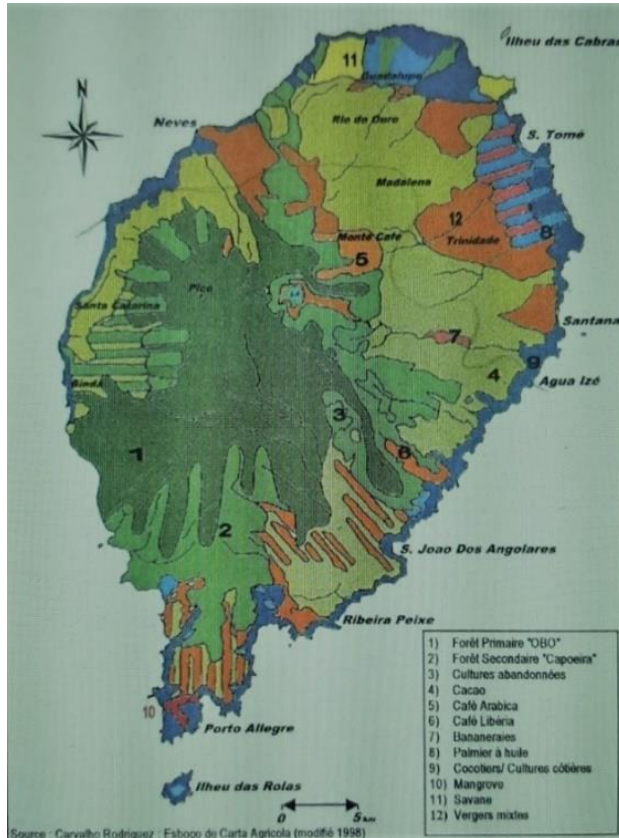 Ilheu das Cabras
11
Guadalupe
N
Rio do Ouro
Neves
S. Tomé
Madalena
12
Monte Café
Trinidade
8
5
Pico
Santa Catarina
Santana
7
9
4
Agua Izé
Bindá
3
1
6
2
S. Joao Dos Angolares
Ribeira Peixe
10
Porto Allegre
Ilheu das Rolas
0 5 km
1) Forêt Primaire "OBO"
2) Forêt Secondaire "Capoeira"
3) Cultures abandonnées
4) Cacao
5) Café Arabica
6) Café Libéria
7) Bananeraies
8) Palmier à huile
9) Cocotiers/ Cultures côtières
10) Mangrove
11) Savane
12) Vergers mixtes
Source : Carvalho Rodriguez : Esboço de Carta Agricola (modifié 1998)